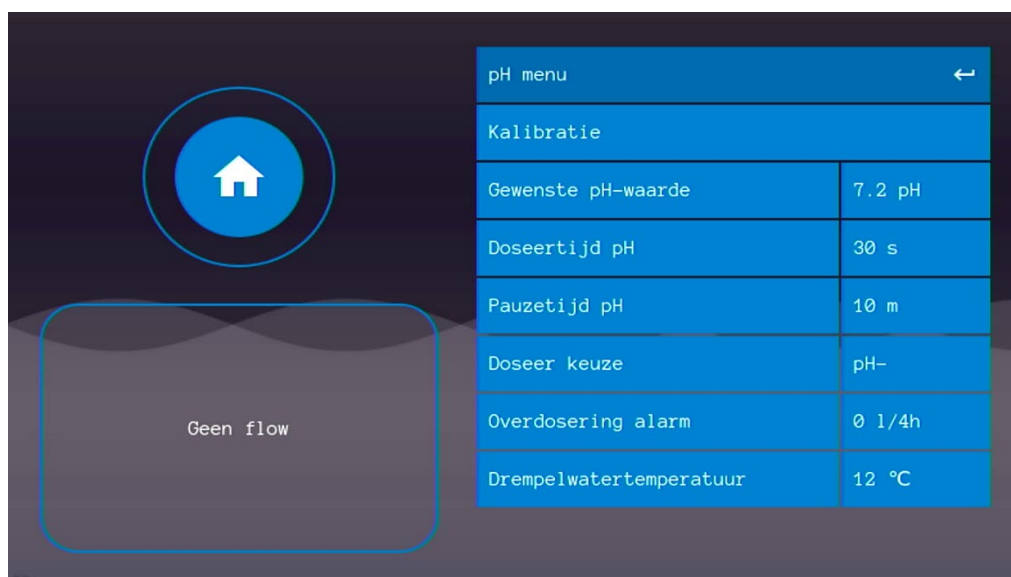 pH menu
Kalibratie
Gewenste pH-waarde 7.2 pH
Doseertijd pH 30 s
Pauzetijd pH 10 m
Doseer keuze pH-
Overdosering alarm 0 l/4h
Drempelwatertemperatuur 12 °C
Geen flow